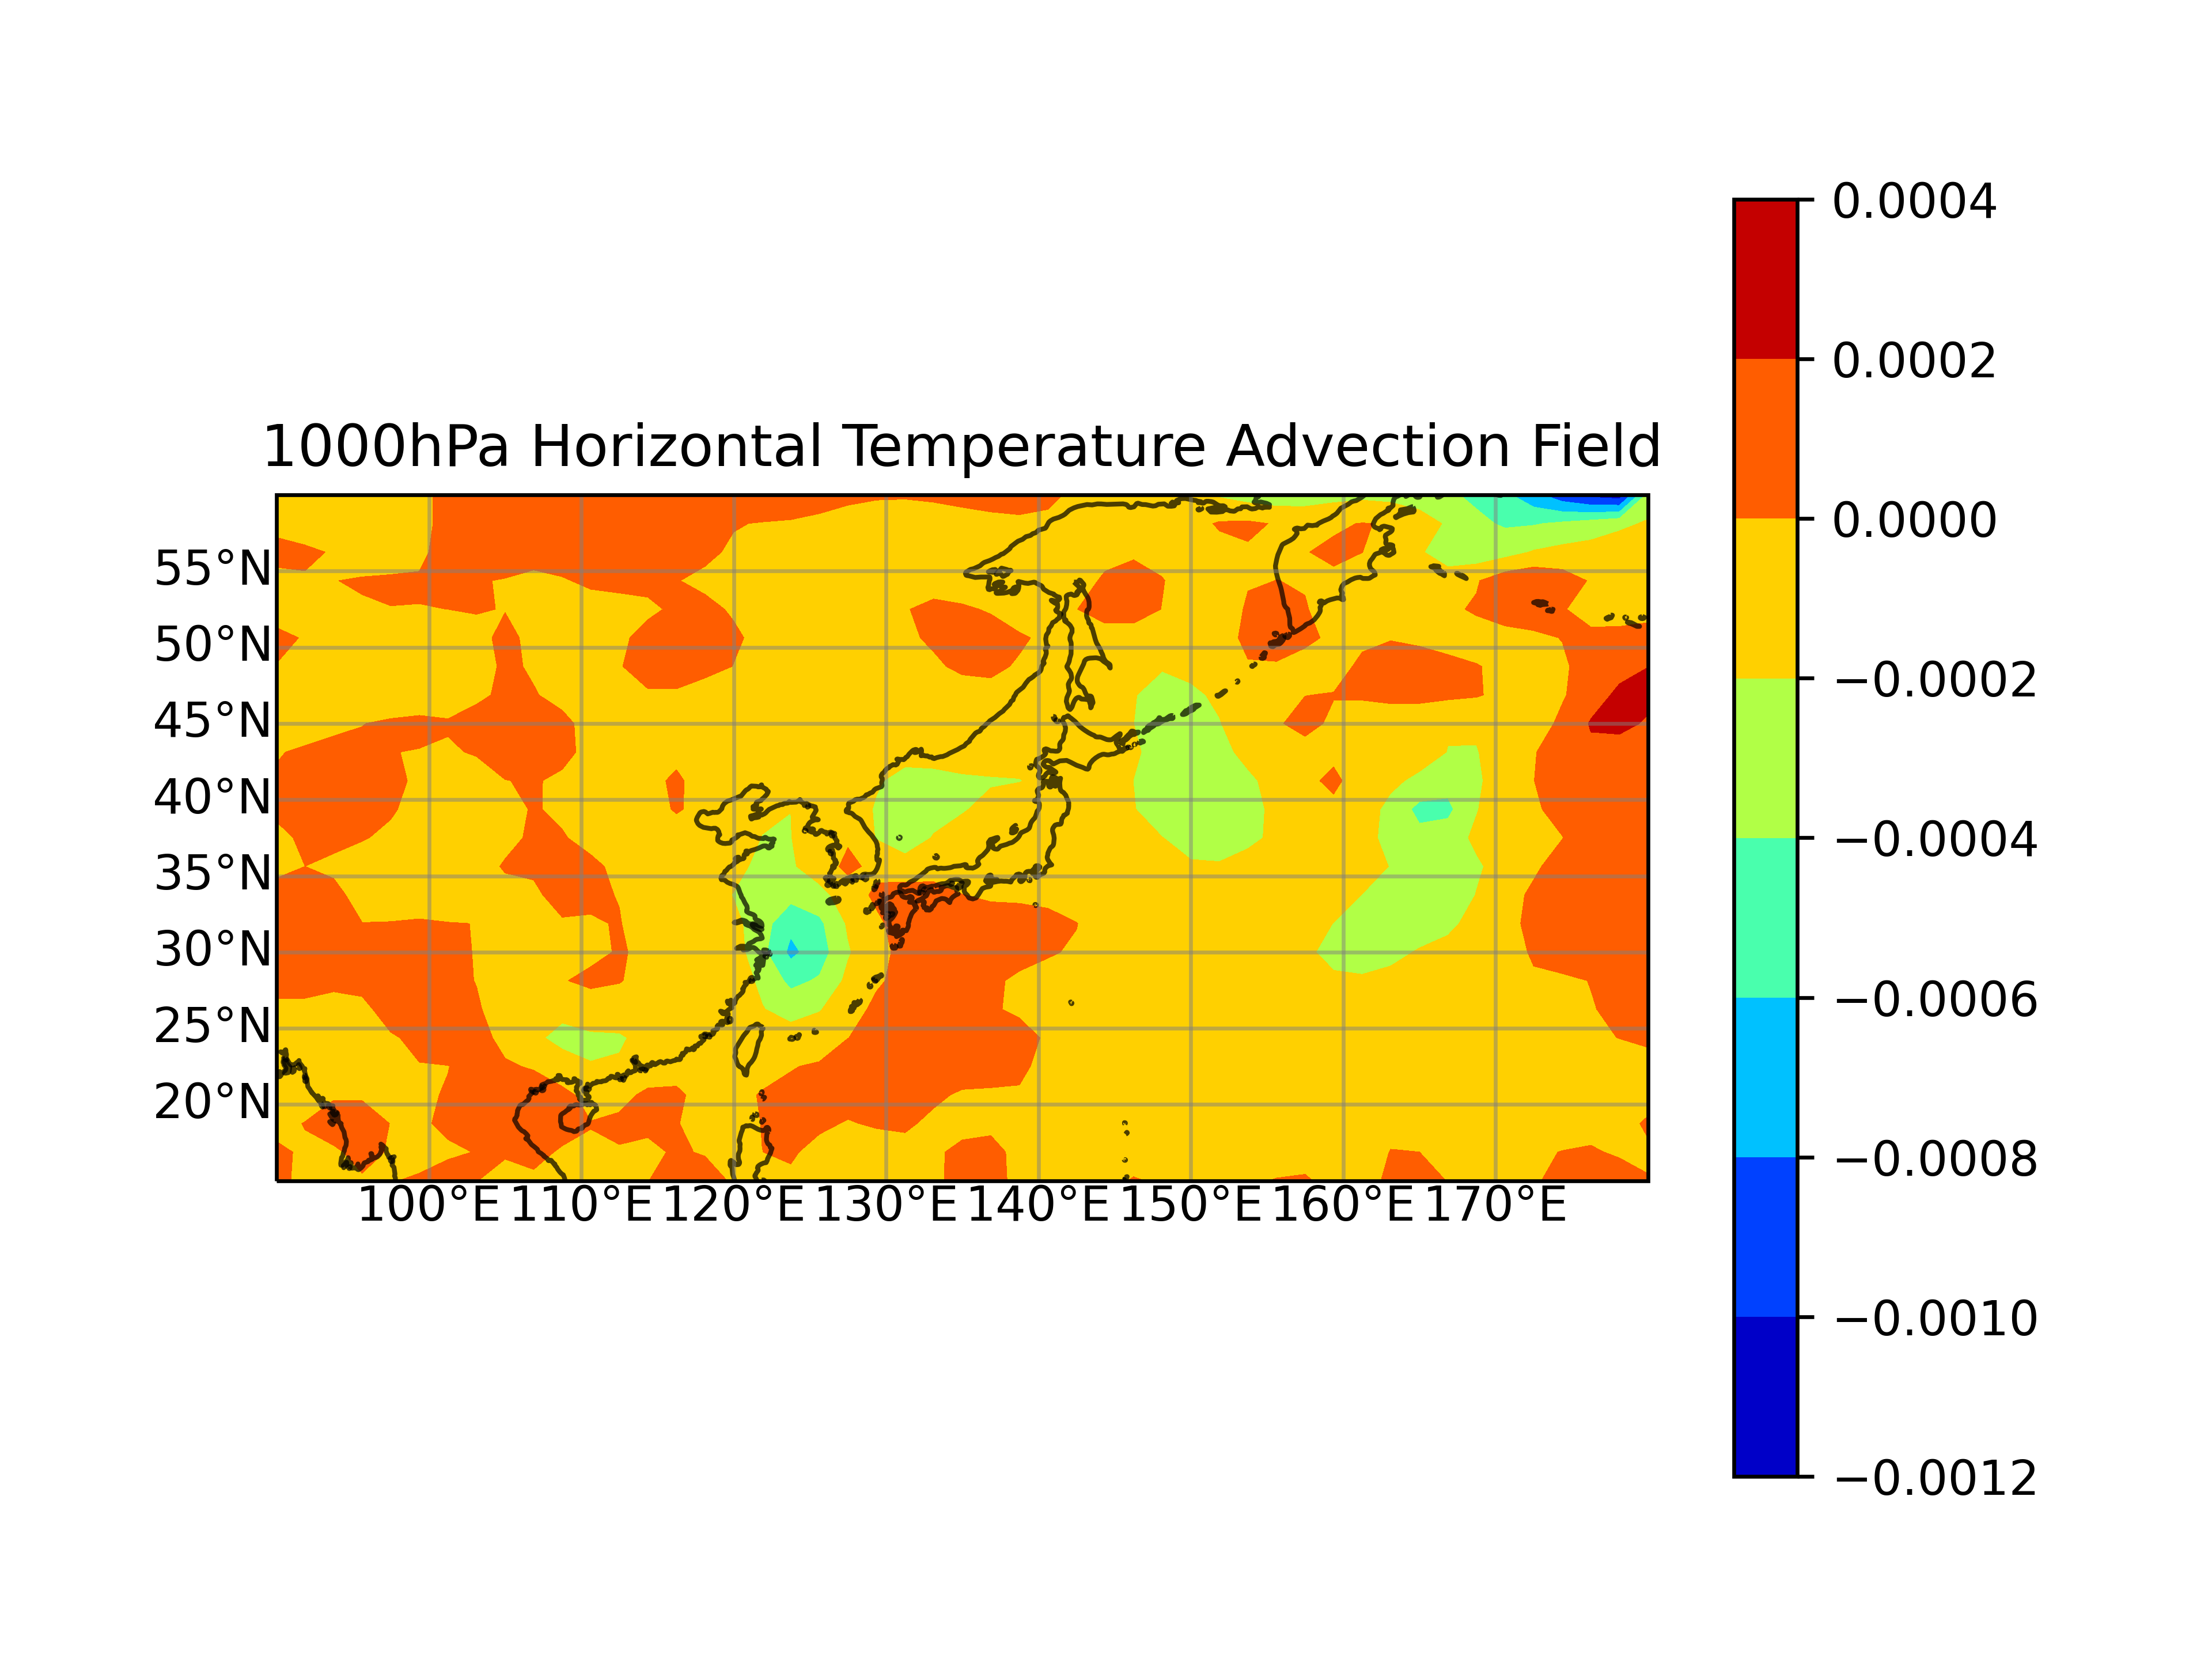 1000hPa Horizontal Temperature Advection Field
55°N
50°N
45°N
40°N
35°N
30°N
25°N
20°N
100°E 110°E 120°E 130°E 140°E 150°E 160°E 170°E
0.0004
0.0002
0.0000
−0.0002
−0.0004
−0.0006
−0.0008
−0.0010
−0.0012